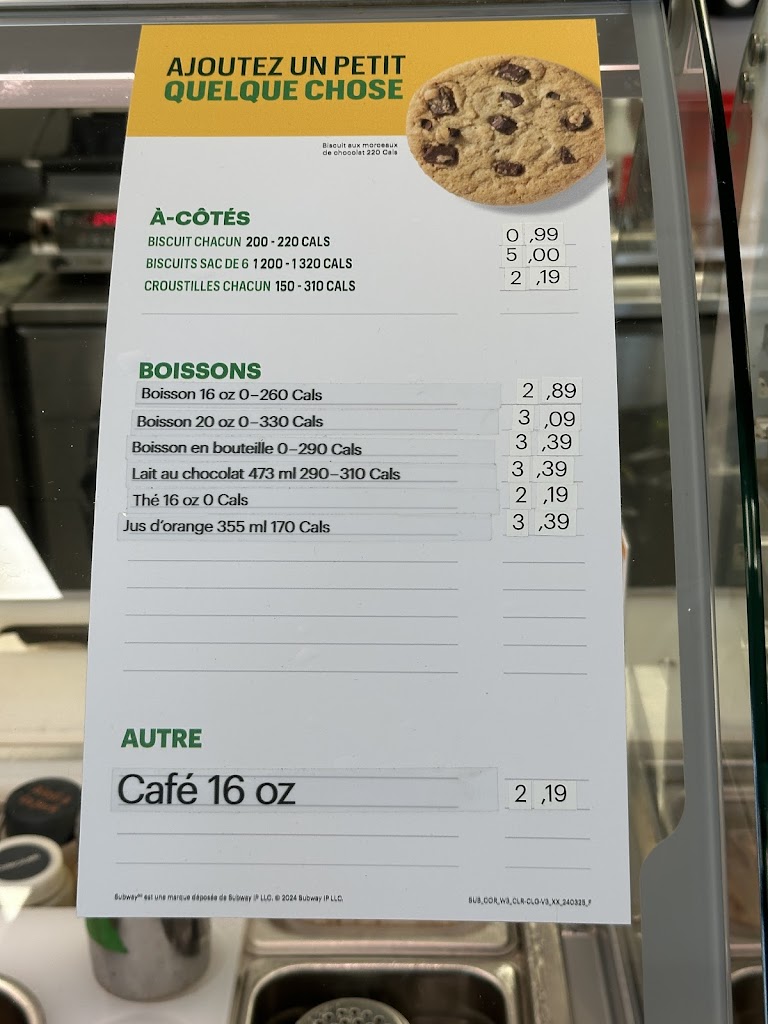 AJOUTEZ UN PETIT
QUELQUE CHOSE
Biscuit aux morceaux
de chocolat 220 Cals
À-CÔTÉS
BISCUIT CHACUN 200 - 220 CALS 0 ,99
BISCUITS SAC DE 6 1 200 - 1 320 CALS 5 ,00
CROUSTILLES CHACUN 150 - 310 CALS 2 ,19
BOISSONS
Boisson 16 oz 0–260 Cals 2 ,89
Boisson 20 oz 0–330 Cals 3 ,09
Boisson en bouteille 0–290 Cals 3 ,39
Lait au chocolat 473 ml 290–310 Cals 3 ,39
Thé 16 oz 0 Cals 2 ,19
Jus d'orange 355 ml 170 Cals 3 ,39
AUTRE
Café 16 oz 2 ,19
Subway est une marque déposée de Subway IP LLC. © 2024 Subway IP LLC. SUB_COR_W3_CLR-CLG-V3_XX_240325_F